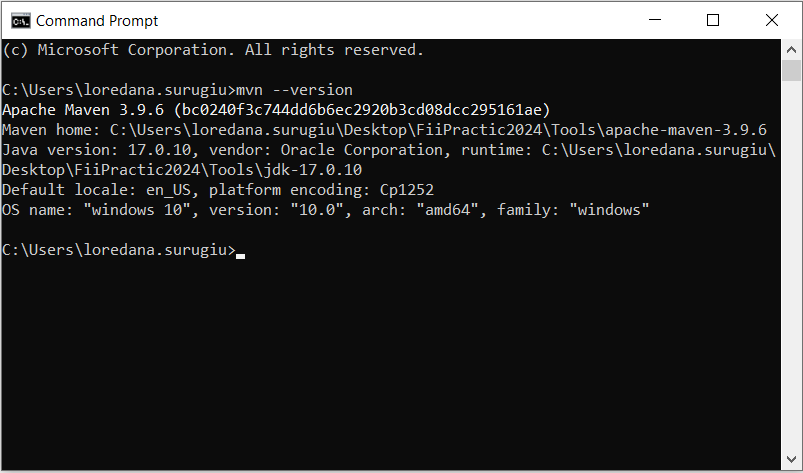 Command Prompt
(c) Microsoft Corporation. All rights reserved.
C:\Users\loredana.surugiu>mvn --version
Apache Maven 3.9.6 (bc0240f3c744dd6b6ec2920b3cd08dcc295161ae)
Maven home: C:\Users\loredana.surugiu\Desktop\FiiPractic2024\Tools\apache-maven-3.9.6
Java version: 17.0.10, vendor: Oracle Corporation, runtime: C:\Users\loredana.surugiu\
Desktop\FiiPractic2024\Tools\jdk-17.0.10
Default locale: en_US, platform encoding: Cp1252
OS name: "windows 10", version: "10.0", arch: "amd64", family: "windows"
C:\Users\loredana.surugiu>